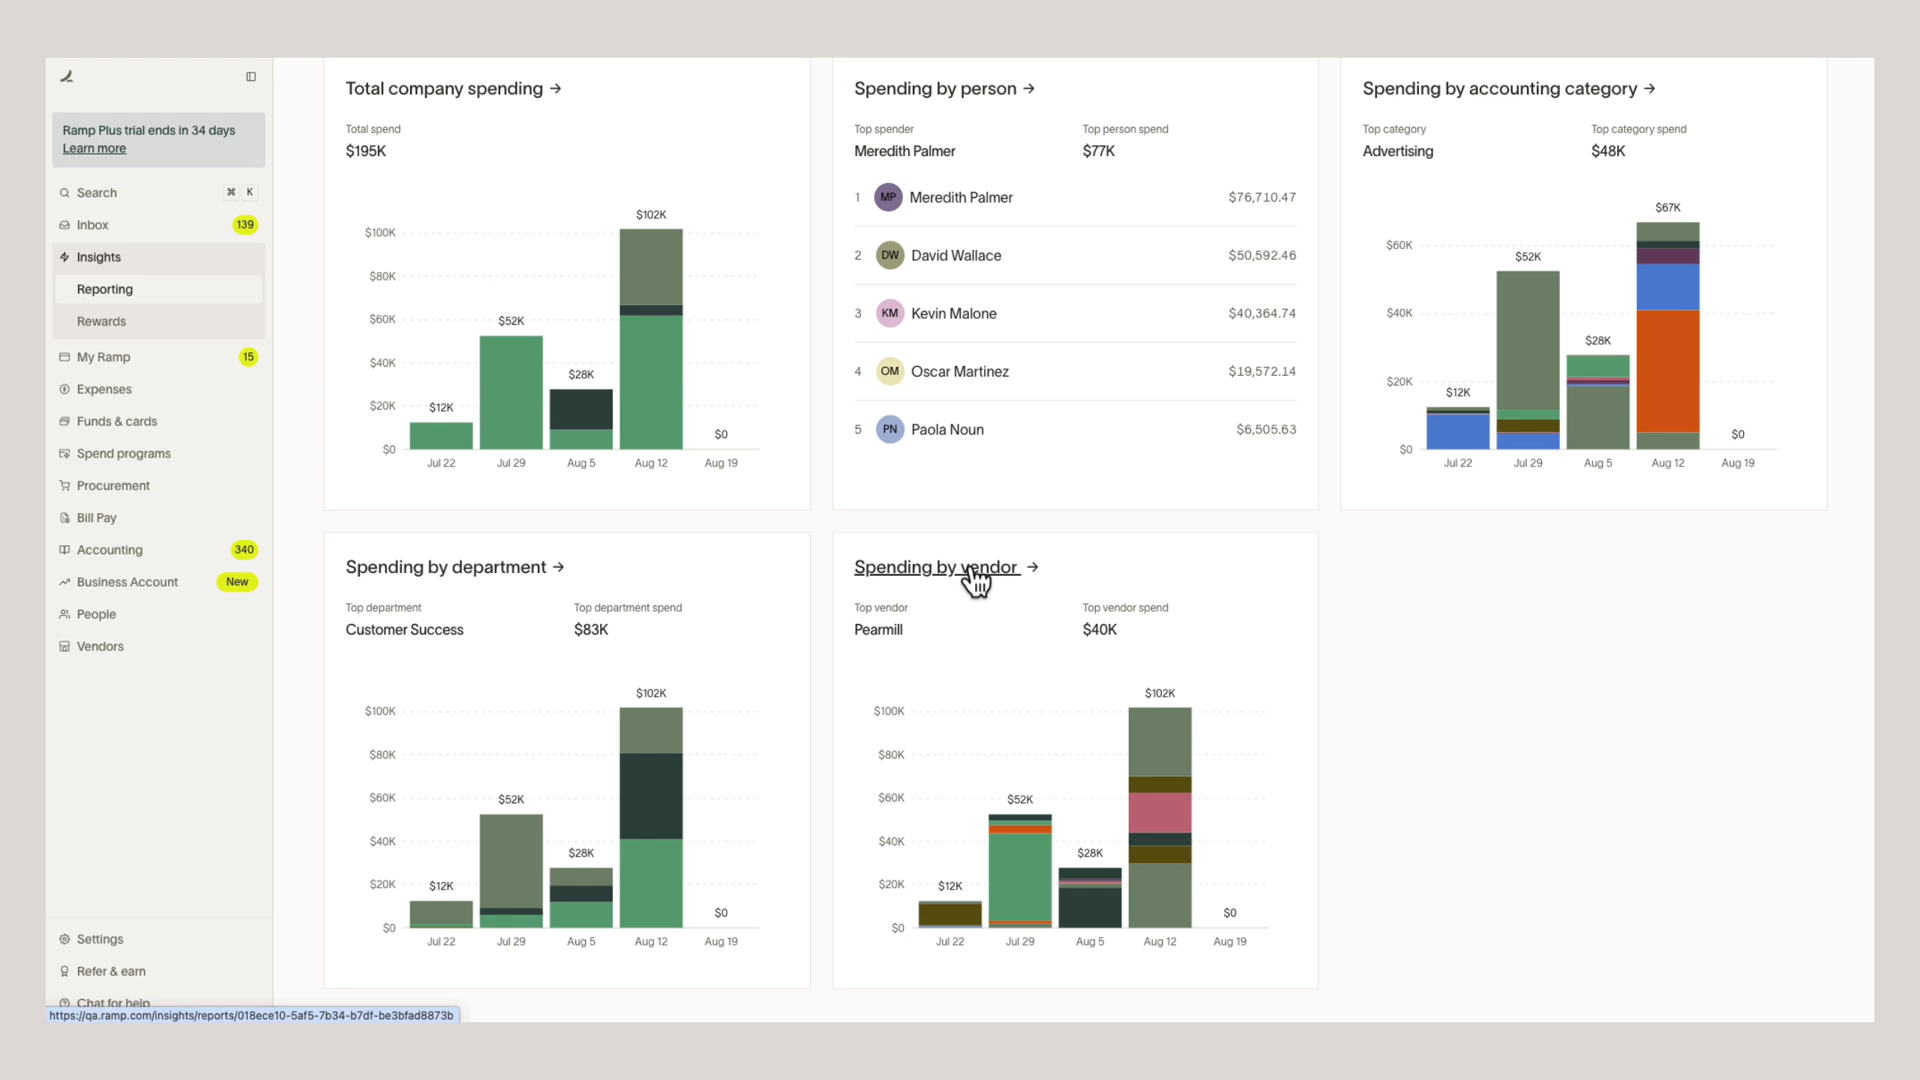 Ramp Plus trial ends in 34 days
Learn more
Search ⌘ K
Inbox 139
Insights
Reporting
Rewards
My Ramp 15
Expenses
Funds & cards
Spend programs
Procurement
Bill Pay
Accounting 340
Business Account New
People
Vendors
Settings
Refer & earn
Chat for help
https://qa.ramp.com/insights/reports/018ece10-5af5-7b34-b7df-be3bfad8873b
Total company spending →
Total spend
$195K
$102K
$100K
$80K
$60K
$52K
$40K
$28K
$20K
$12K
$0
$0
Jul 22 Jul 29 Aug 5 Aug 12 Aug 19
Spending by person →
Top spender Top person spend
Meredith Palmer $77K
1 MP Meredith Palmer $76,710.47
2 DW David Wallace $50,592.46
3 KM Kevin Malone $40,364.74
4 OM Oscar Martinez $19,572.14
5 PN Paola Noun $6,505.63
Spending by accounting category →
Top category Top category spend
Advertising $48K
$67K
$60K
$52K
$40K
$28K
$20K
$12K
$0
$0
Jul 22 Jul 29 Aug 5 Aug 12 Aug 19
Spending by department →
Top department Top department spend
Customer Success $83K
$102K
$100K
$80K
$60K
$52K
$40K
$28K
$20K
$12K
$0
$0
Jul 22 Jul 29 Aug 5 Aug 12 Aug 19
Spending by vendor →
Top vendor Top vendor spend
Pearmill $40K
$102K
$100K
$80K
$60K
$52K
$40K
$28K
$20K
$12K
$0
$0
Jul 22 Jul 29 Aug 5 Aug 12 Aug 19